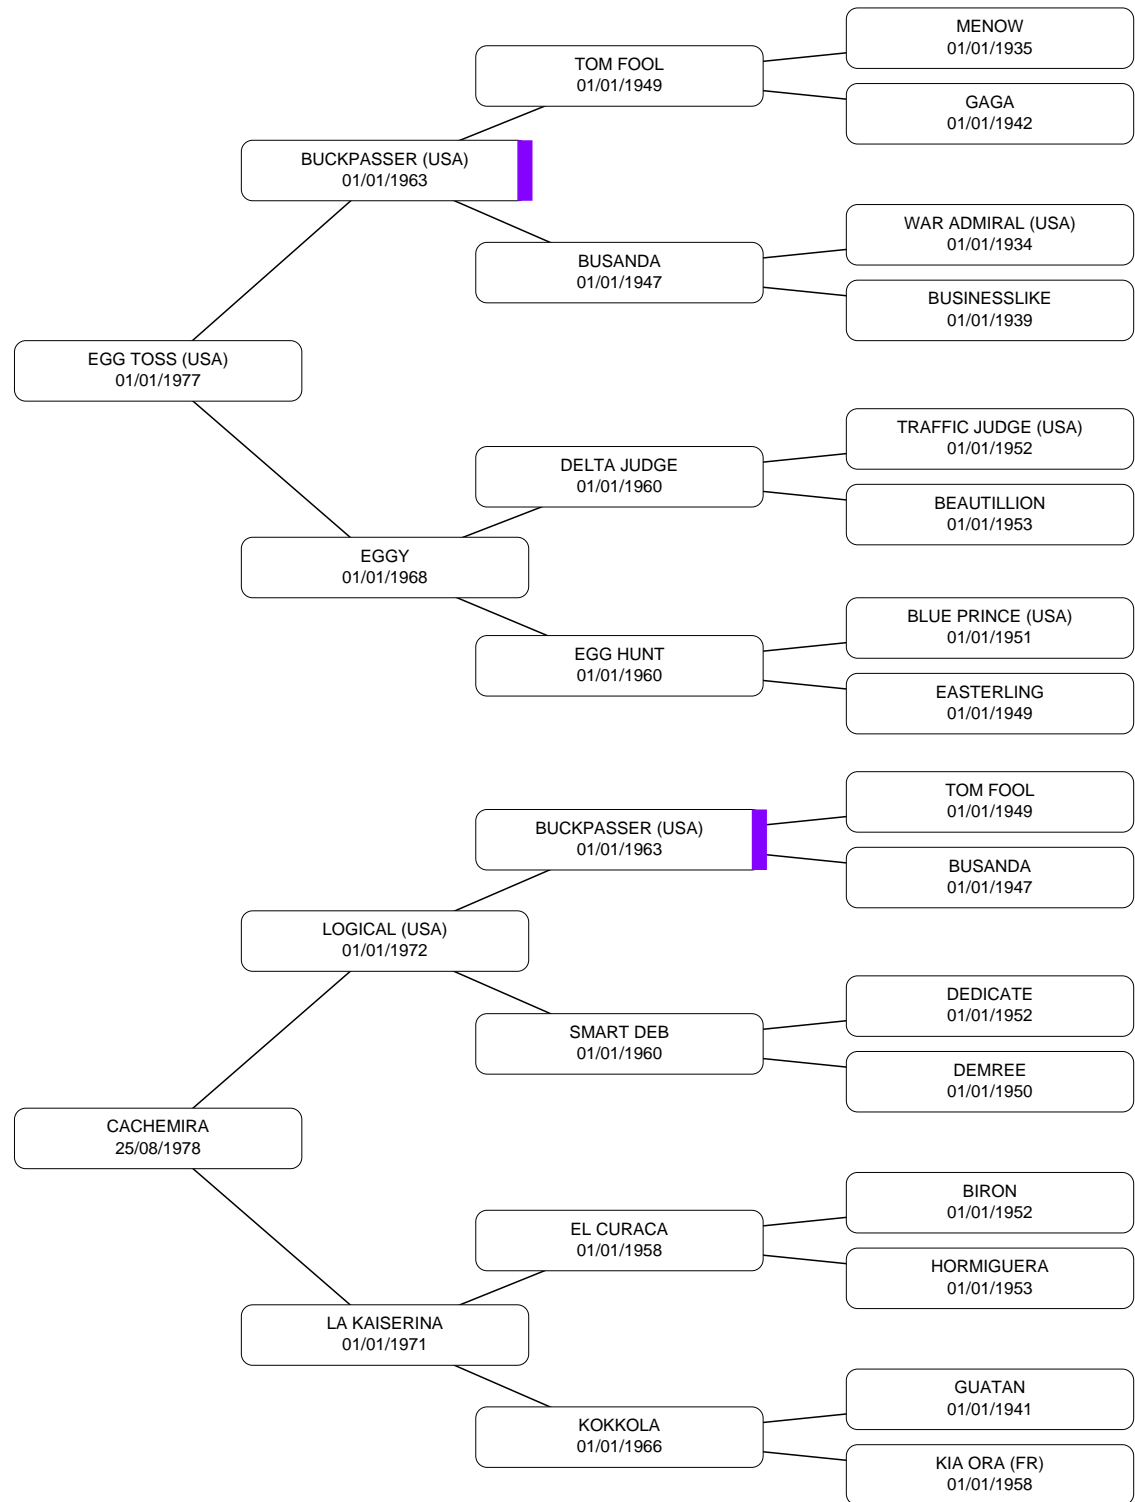 MENOW
01/01/1935
TOM FOOL
01/01/1949
GAGA
01/01/1942
BUCKPASSER (USA)
01/01/1963
WAR ADMIRAL (USA)
01/01/1934
BUSANDA
01/01/1947
BUSINESSLIKE
01/01/1939
EGG TOSS (USA)
01/01/1977
TRAFFIC JUDGE (USA)
01/01/1952
DELTA JUDGE
01/01/1960
BEAUTILLION
01/01/1953
EGGY
01/01/1968
BLUE PRINCE (USA)
01/01/1951
EGG HUNT
01/01/1960
EASTERLING
01/01/1949
TOM FOOL
01/01/1949
BUCKPASSER (USA)
01/01/1963
BUSANDA
01/01/1947
LOGICAL (USA)
01/01/1972
DEDICATE
01/01/1952
SMART DEB
01/01/1960
DEMREE
01/01/1950
CACHEMIRA
25/08/1978
BIRON
01/01/1952
EL CURACA
01/01/1958
HORMIGUERA
01/01/1953
LA KAISERINA
01/01/1971
GUATAN
01/01/1941
KOKKOLA
01/01/1966
KIA ORA (FR)
01/01/1958